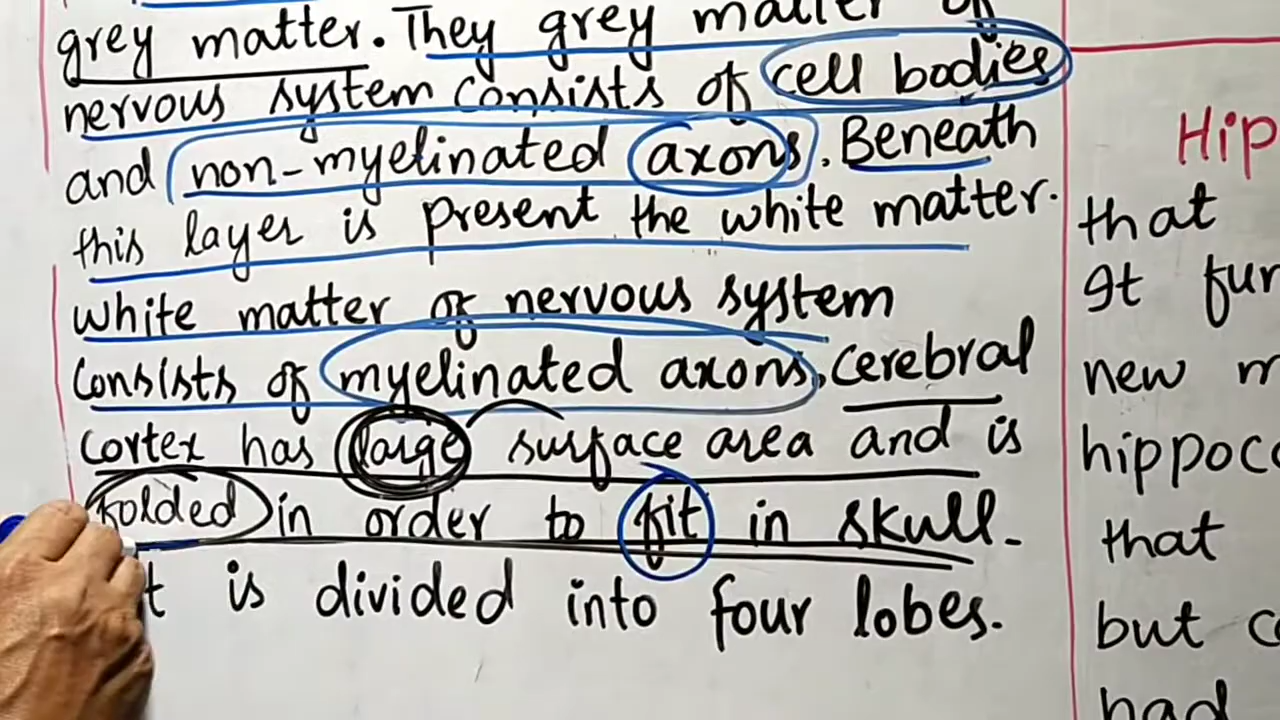 grey matter. They grey matter of
nervous system consists of cell bodies
and non-myelinated axons. Beneath
this layer is present the white matter.
white matter of nervous system
consists of myelinated axons. cerebral
cortex has large surface area and is
folded in order to fit in skull.
t is divided into four lobes.
Hip
that
It fur
new m
hippoc
that
but c
had